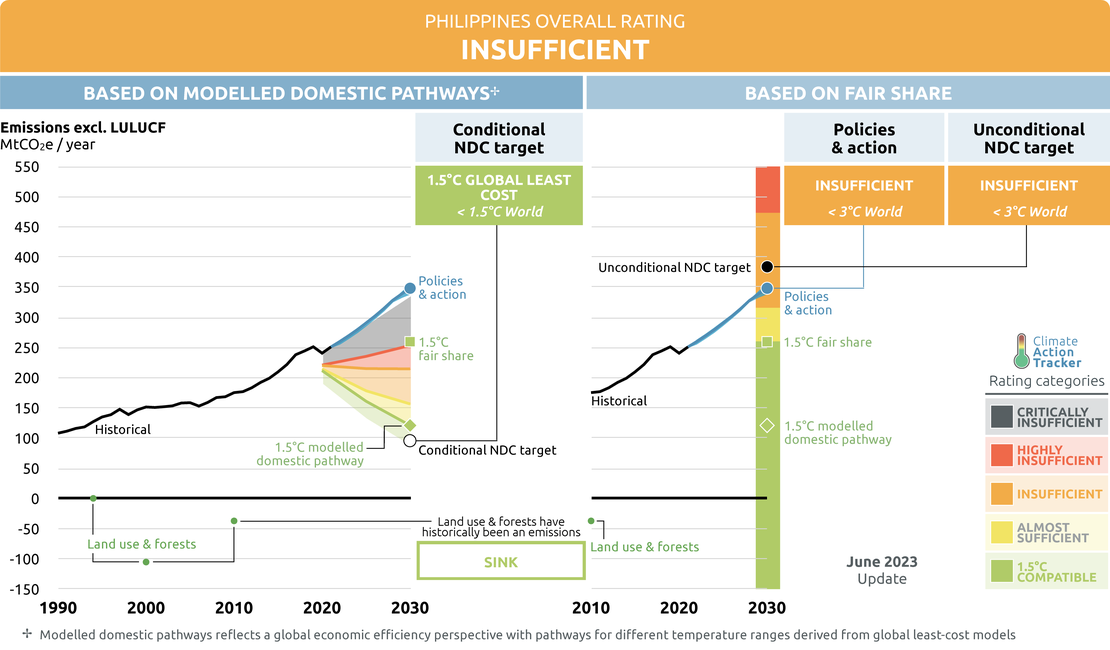 PHILIPPINES OVERALL RATING
INSUFFICIENT
BASED ON MODELLED DOMESTIC PATHWAYS✢
BASED ON FAIR SHARE
Emissions excl. LULUCF
MtCO₂e / year
Conditional
NDC target
Policies
& action
Unconditional
NDC target
1.5°C GLOBAL LEAST
COST
< 1.5°C World
INSUFFICIENT
< 3°C World
INSUFFICIENT
< 3°C World
550
500
450
400
350
300
250
200
150
100
50
0
-50
-100
-150
Policies
& action
1.5°C
fair share
Historical
1.5°C modelled
domestic pathway
Conditional NDC target
Land use & forests
Land use & forests have
historically been an emissions
SINK
1990
2000
2010
2020
2030
Unconditional NDC target
Policies
& action
1.5°C fair share
Historical
1.5°C modelled
domestic pathway
Land use & forests
2010
2020
2030
June 2023
Update
Climate
Action
Tracker
Rating categories
CRITICALLY
INSUFFICIENT
HIGHLY
INSUFFICIENT
INSUFFICIENT
ALMOST
SUFFICIENT
1.5°C
COMPATIBLE
✢ Modelled domestic pathways reflects a global economic efficiency perspective with pathways for different temperature ranges derived from global least-cost models